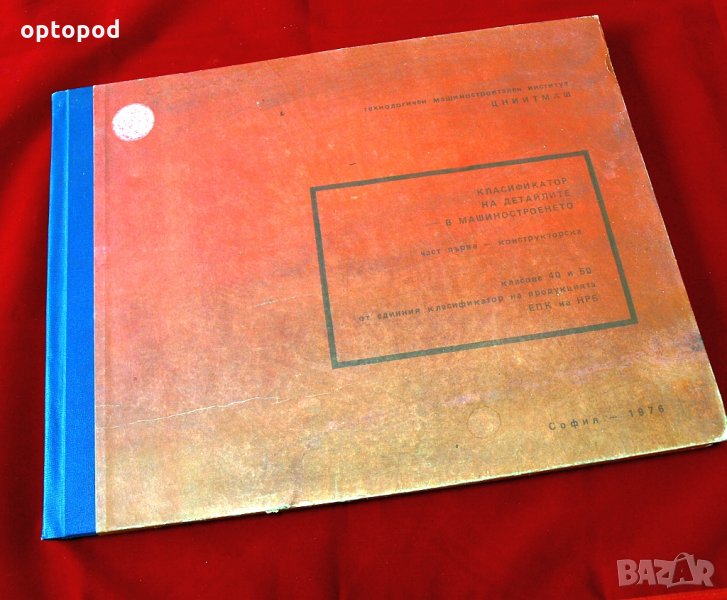 optopod
технологичен машиностроителен институт
ЦНИИТМАШ
КЛАСИФИКАТОР
НА ДЕТАЙЛИТЕ
— В МАШИНОСТРОЕНЕТО
част първа — конструкторска
класове 40 и 50
от единния класификатор на продукцията
ЕПК на НРБ
София — 1976
BAZAR